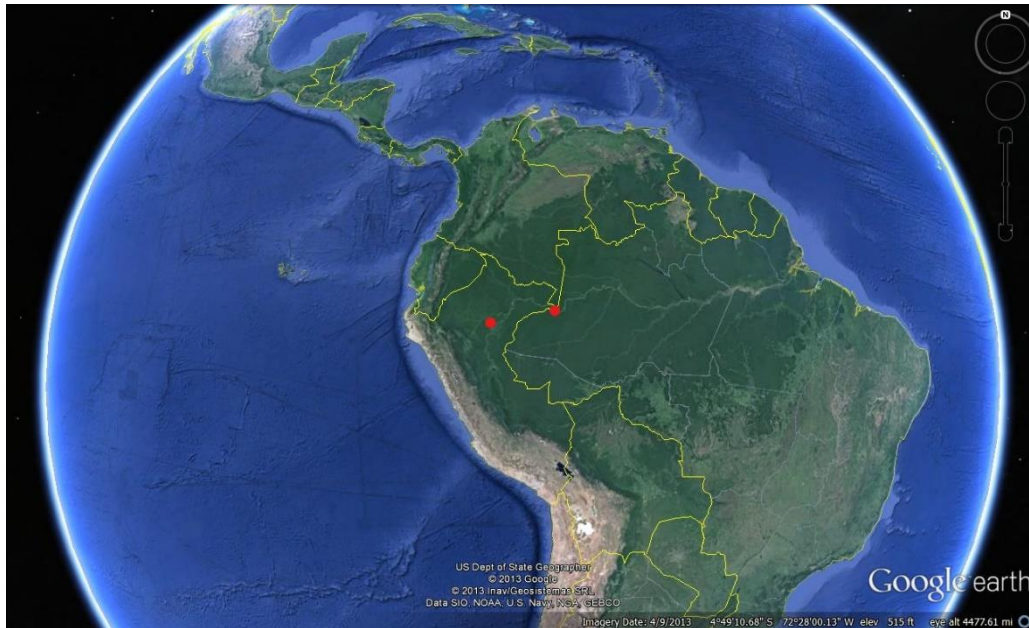 N
US Dept of State Geographer
© 2013 Google
© 2013 Inav/Geosistemas SRL
Data SIO, NOAA, U.S. Navy, NGA, GEBCO
Google earth
Imagery Date: 4/9/2013 4°49'10.68" S 72°28'00.13" W elev 515 ft eye alt 4477.61 mi